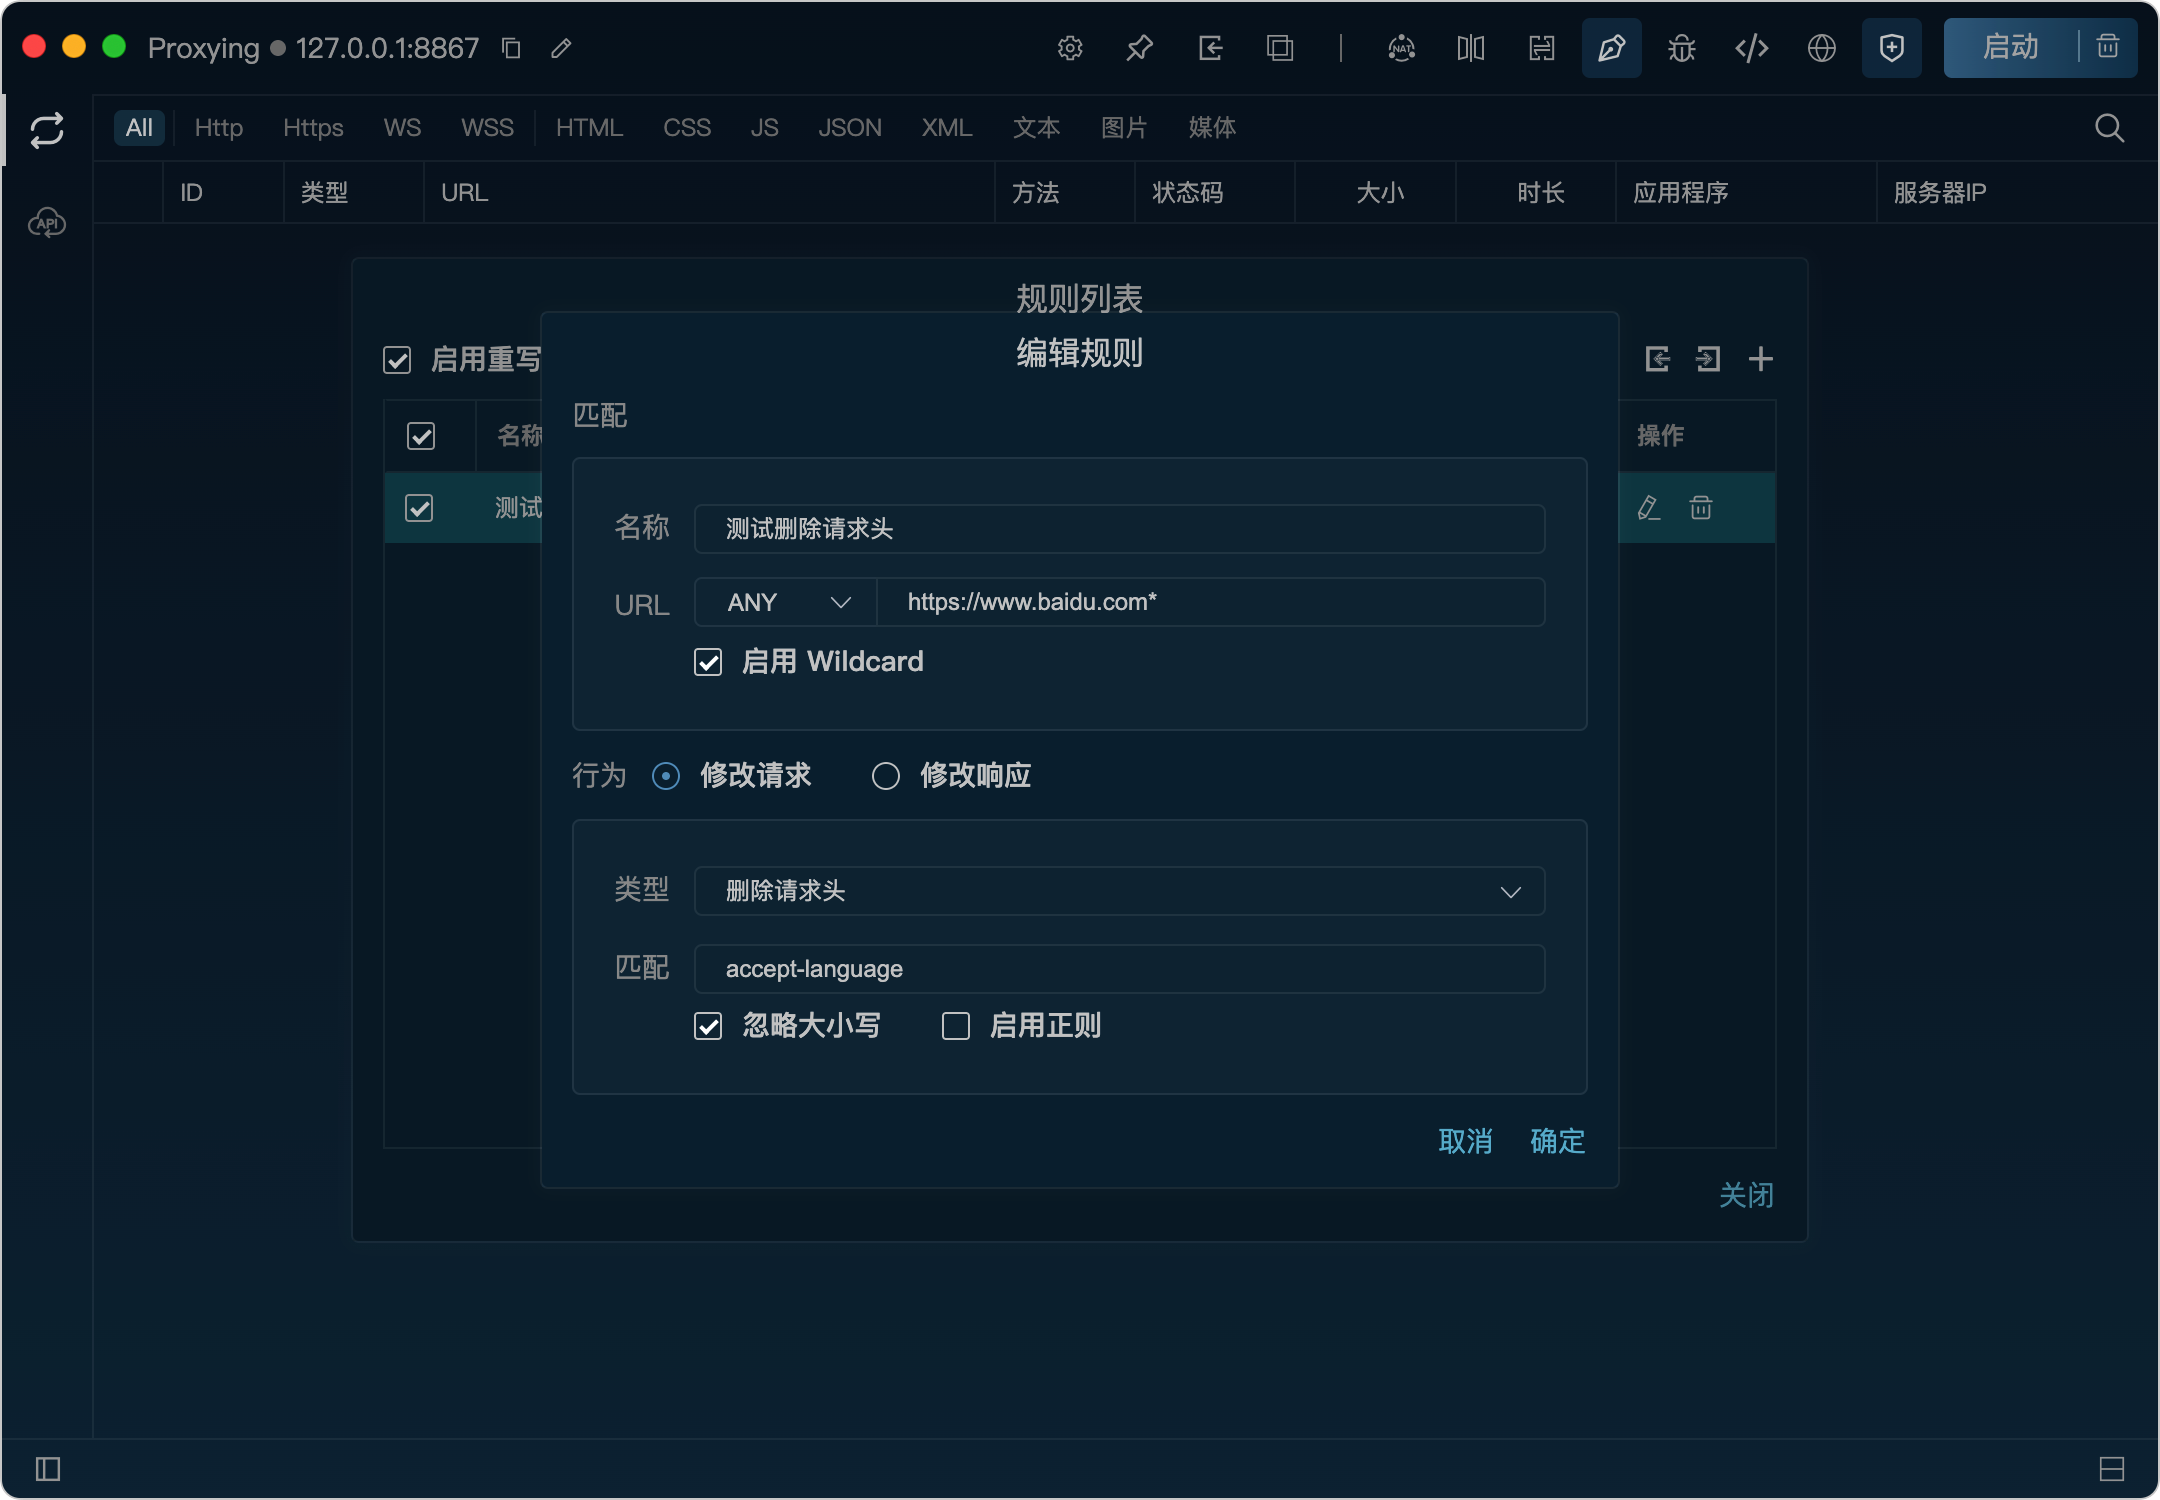 Proxying 127.0.0.1:8867
NAT
启动
All Http Https WS WSS HTML CSS JS JSON XML 文本 图片 媒体
API
ID 类型 URL 方法 状态码 大小 时长 应用程序 服务器IP
规则列表
启用重写
名称 操作
测试
编辑规则
匹配
名称 测试删除请求头
URL ANY https://www.baidu.com*
启用 Wildcard
行为 修改请求 修改响应
类型 删除请求头
匹配 accept-language
忽略大小写 启用正则
取消 确定
关闭